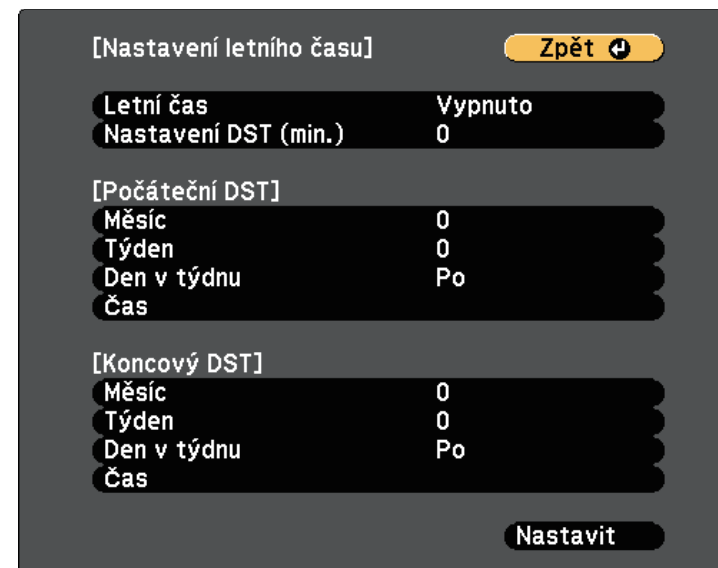 [Nastavení letního času] Zpět
Letní čas Vypnuto
Nastavení DST (min.) 0
[Počáteční DST]
Měsíc 0
Týden 0
Den v týdnu Po
Čas
[Koncový DST]
Měsíc 0
Týden 0
Den v týdnu Po
Čas
Nastavit